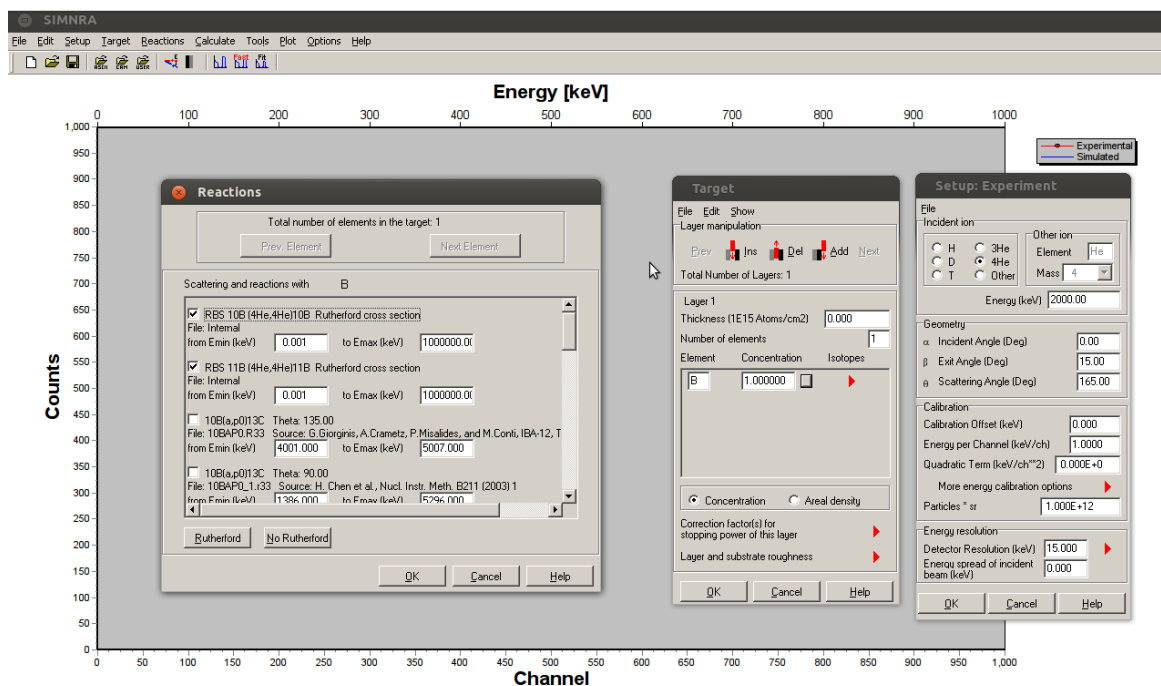 SIMNRA
File Edit Setup Target Reactions Calculate Tools Plot Options Help
ASCII CAM USER E Fast Fit
Energy [keV]
0 100 200 300 400 500 600 700 800 900 1000
1,000
950
900
850
800
750
700
650
600
550
500
450
400
350
300
250
200
150
100
50
0
Counts
0 50 100 150 200 250 300 350 400 450 500 550 600 650 700 750 800 850 900 950 1,000
Channel
Experimental
Simulated
Reactions
Total number of elements in the target: 1
Prev. Element Next Element
Scattering and reactions with B
RBS 10B (4He,4He)10B Rutherford cross section
File: Internal
from Emin (keV) 0.001 to Emax (keV) 1000000.0(
RBS 11B (4He,4He)11B Rutherford cross section
File: Internal
from Emin (keV) 0.001 to Emax (keV) 1000000.0(
10B(a,p0)13C Theta: 135.00
File: 10BAP0.R33 Source: G.Giorginis, A.Crametz, P.Misalides, and M.Conti, IBA-12, T
from Emin (keV) 4001.000 to Emax (keV) 5007.000
10B(a,p0)13C Theta: 90.00
File: 10BAP0_1.r33 Source: H. Chen et al., Nucl. Instr. Meth. B211 (2003) 1
from Emin (keV) 1386.000 to Emax (keV) 5296.000
Rutherford No Rutherford
OK Cancel Help
Target
File Edit Show
Layer manipulation
Prev Ins Del Add Next
Total Number of Layers: 1
Layer 1
Thickness (1E15 Atoms/cm2) 0.000
Number of elements 1
Element Concentration Isotopes
B 1.000000
Concentration Areal density
Correction factor(s) for
stopping power of this layer
Layer and substrate roughness
OK Cancel Help
Setup: Experiment
File
Incident ion
H 3He
D 4He
T Other
Other ion
Element He
Mass 4
Energy (keV) 2000.00
Geometry
α Incident Angle (Deg) 0.00
β Exit Angle (Deg) 15.00
θ Scattering Angle (Deg) 165.00
Calibration
Calibration Offset (keV) 0.000
Energy per Channel (keV/ch) 1.0000
Quadratic Term (keV/ch**2) 0.000E+0
More energy calibration options
Particles * sr 1.000E+12
Energy resolution
Detector Resolution (keV) 15.000
Energy spread of incident
beam (keV) 0.000
OK Cancel Help